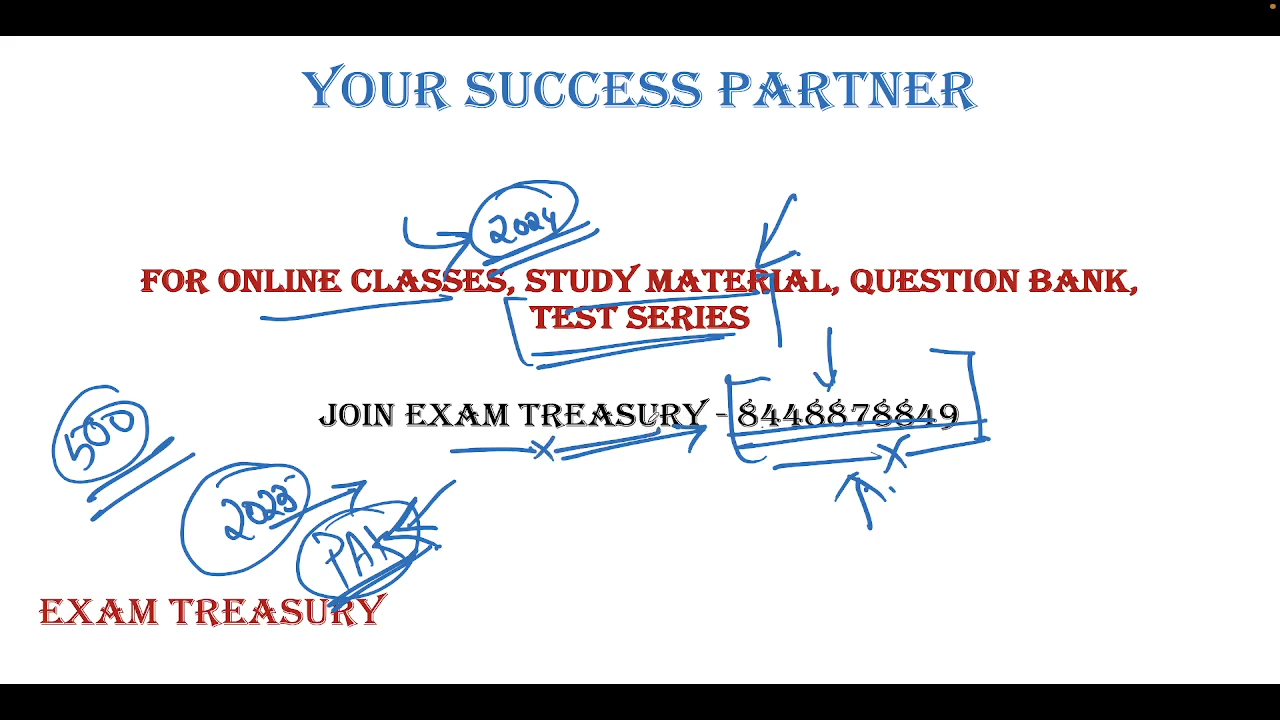 YOUR SUCCESS PARTNER
2024
FOR ONLINE CLASSES, STUDY MATERIAL, QUESTION BANK,
TEST SERIES
JOIN EXAM TREASURY - 8448878849
500
2023
PAK
EXAM TREASURY